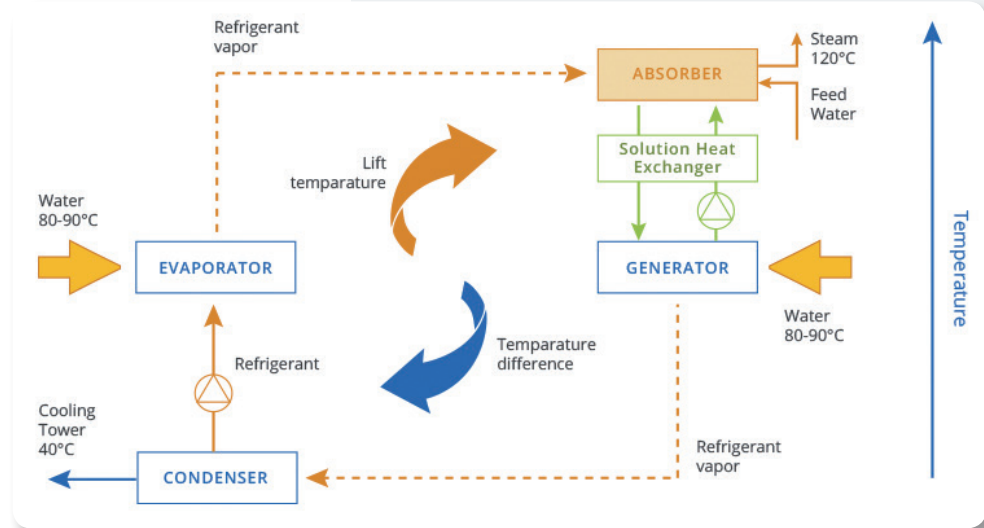 Refrigerant
vapor
ABSORBER
Steam
120°C
Feed
Water
Solution Heat
Exchanger
Lift
temparature
Water
80-90°C
EVAPORATOR
GENERATOR
Temperature
Water
80-90°C
Temparature
difference
Refrigerant
Cooling
Tower
40°C
CONDENSER
Refrigerant
vapor